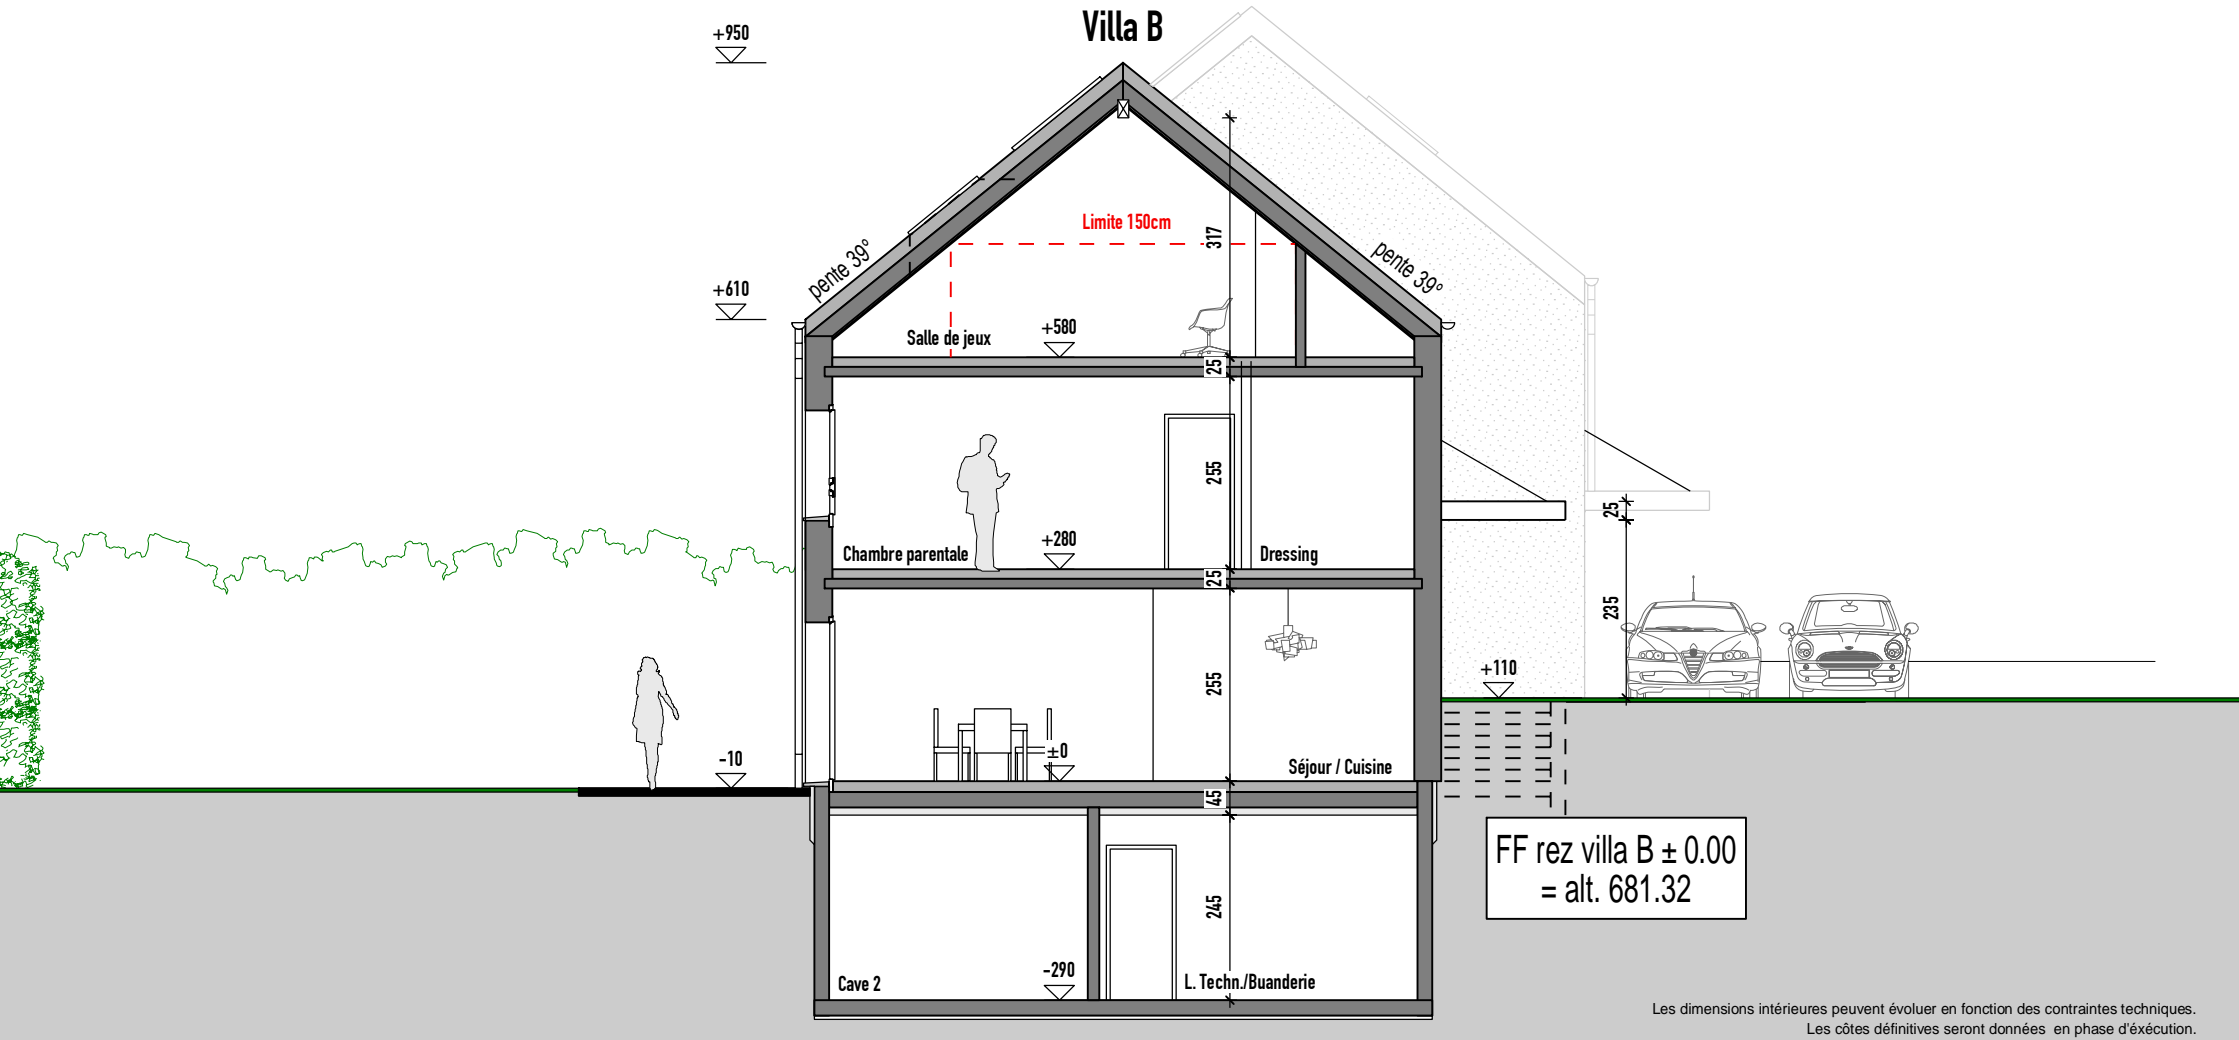 Villa B
+950
Limite 150cm
317
pente 39°
pente 39°
+610
Salle de jeux
+580
25
255
25
Chambre parentale
+280
Dressing
25
235
255
+110
-10
±0
Séjour / Cuisine
45
FF rez villa B ± 0.00
= alt. 681.32
245
Cave 2
-290
L. Techn./Buanderie
Les dimensions intérieures peuvent évoluer en fonction des contraintes techniques.
Les côtes définitives seront données en phase d'éxécution.